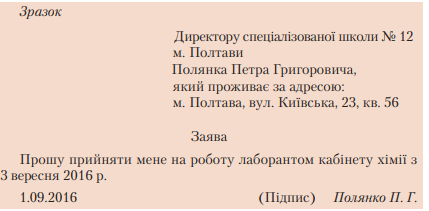 Зразок
Директору спеціалізованої школи № 12
м. Полтави
Полянка Петра Григоровича,
який проживає за адресою:
м. Полтава, вул. Київська, 23, кв. 56
Заява
Прошу прийняти мене на роботу лаборантом кабінету хімії з
3 вересня 2016 р.
1.09.2016 (Підпис) Полянко П. Г.